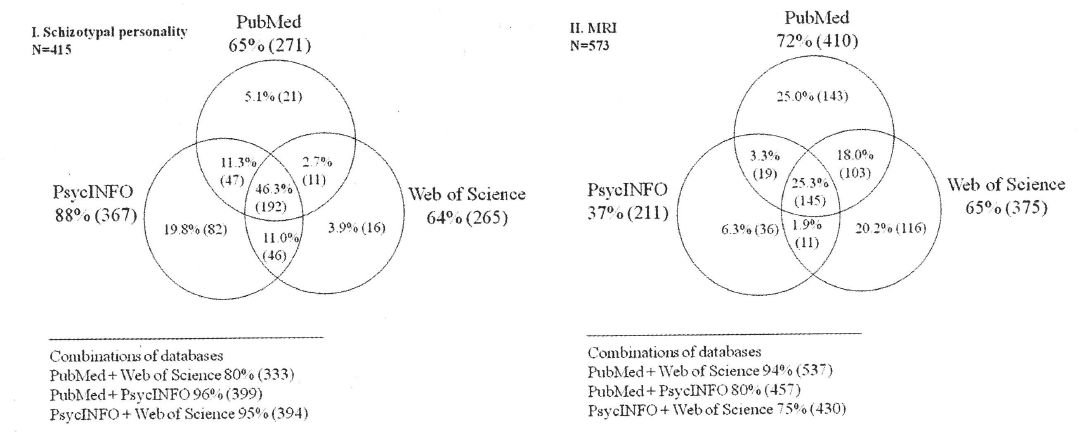 I. Schizotypal personality
N=415
PubMed
65% (271)
5.1% (21)
11.3%
(47)
2.7%
(11)
46.3%
(192)
PsycINFO
88% (367)
Web of Science
64% (265)
19.8% (82)
11.0%
(46)
3.9% (16)
Combinations of databases
PubMed + Web of Science 80% (333)
PubMed + PsycINFO 96% (399)
PsycINFO + Web of Science 95% (394)
II. MRI
N=573
PubMed
72% (410)
25.0% (143)
3.3%
(19)
18.0%
(103)
25.3%
(145)
PsycINFO
37% (211)
Web of Science
65% (375)
6.3% (36)
1.9%
(11)
20.2% (116)
Combinations of databases
PubMed + Web of Science 94% (537)
PubMed + PsycINFO 80% (457)
PsycINFO + Web of Science 75% (430)